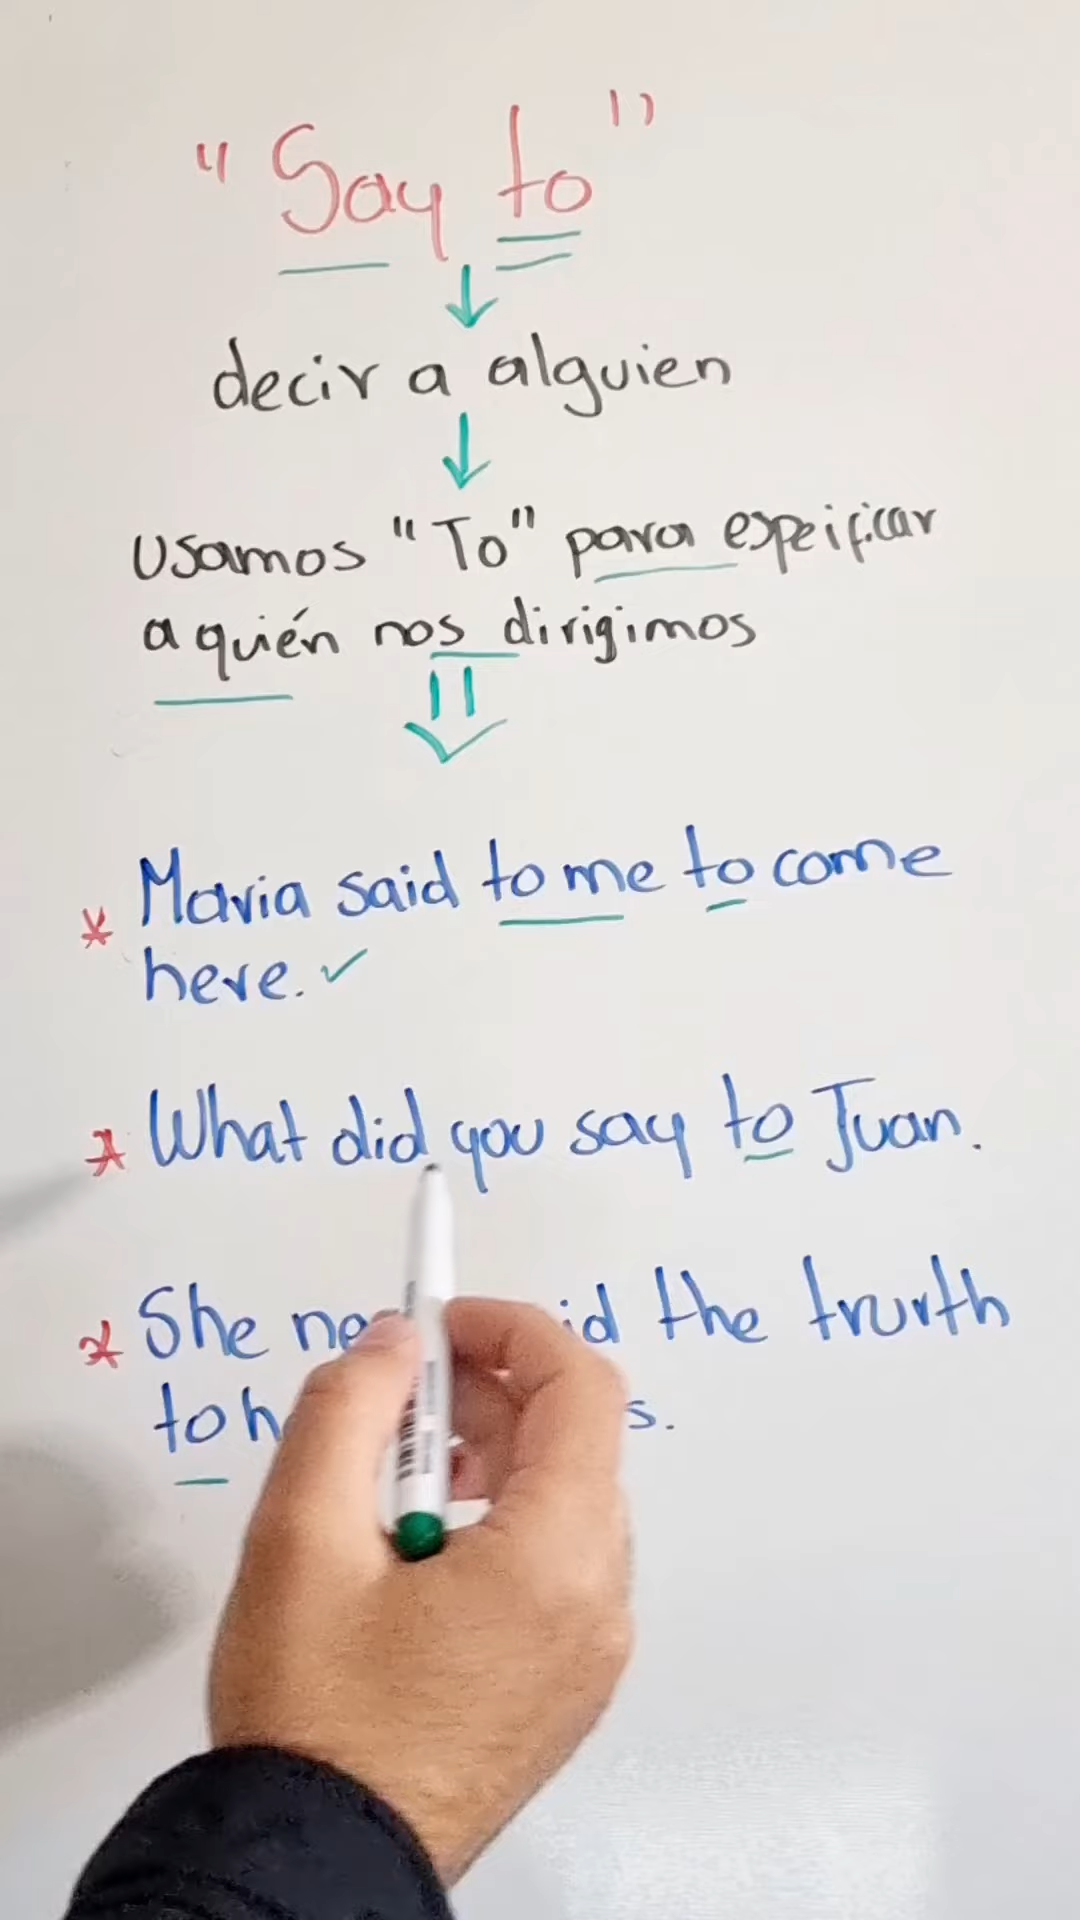 "Say to"
decir a alguien
usamos "To" para espeificar
a quién nos dirigimos
Maria said to me to come
here.
What did you say to Juan.
She the trurth
to